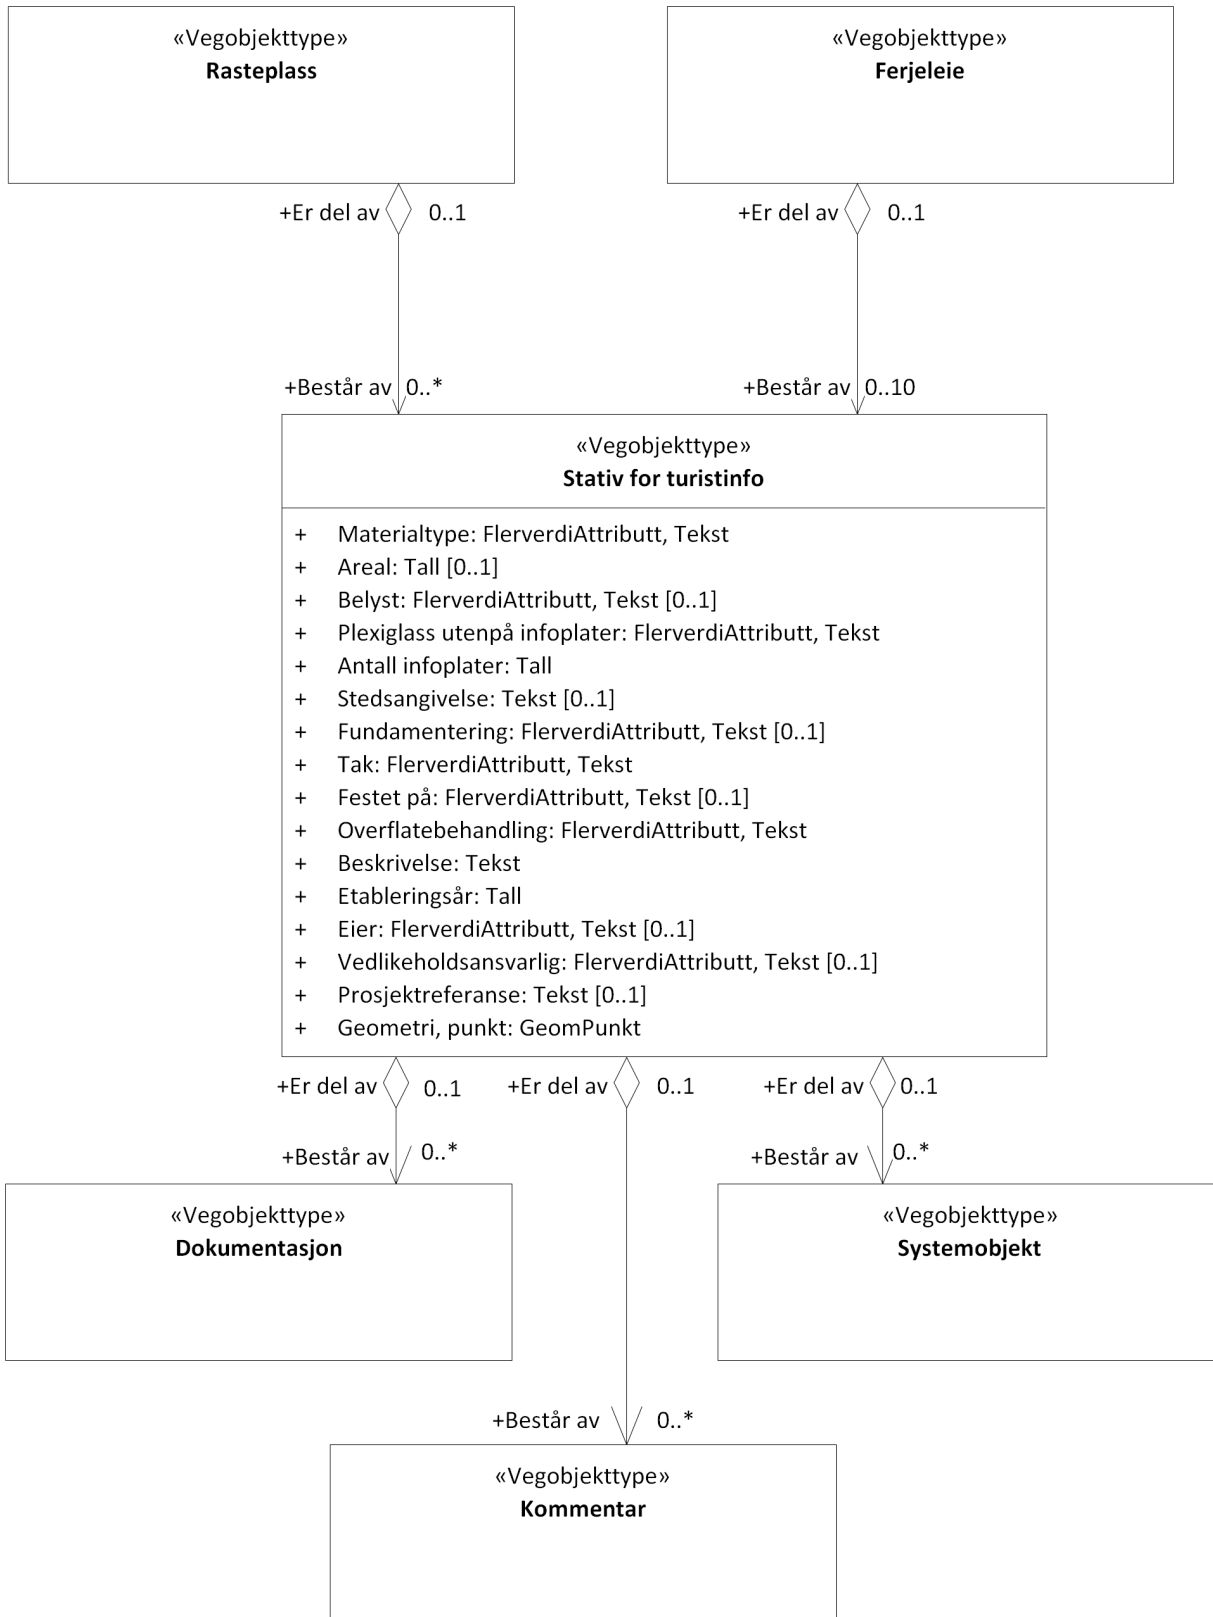 «Vegobjekttype»
Rasteplass
«Vegobjekttype»
Ferjeleie
+Er del av 0..1
+Er del av 0..1
+Består av 0..*
+Består av 0..10
«Vegobjekttype»
Stativ for turistinfo
+ Materialtype: FlerverdiAttributt, Tekst
+ Areal: Tall [0..1]
+ Belyst: FlerverdiAttributt, Tekst [0..1]
+ Plexiglass utenpå infoplater: FlerverdiAttributt, Tekst
+ Antall infoplater: Tall
+ Stedsangivelse: Tekst [0..1]
+ Fundamentering: FlerverdiAttributt, Tekst [0..1]
+ Tak: FlerverdiAttributt, Tekst
+ Festet på: FlerverdiAttributt, Tekst [0..1]
+ Overflatebehandling: FlerverdiAttributt, Tekst
+ Beskrivelse: Tekst
+ Etableringsår: Tall
+ Eier: FlerverdiAttributt, Tekst [0..1]
+ Vedlikeholdsansvarlig: FlerverdiAttributt, Tekst [0..1]
+ Prosjektreferanse: Tekst [0..1]
+ Geometri, punkt: GeomPunkt
+Er del av 0..1
+Er del av 0..1
+Er del av 0..1
+Består av 0..*
+Består av 0..*
«Vegobjekttype»
Dokumentasjon
«Vegobjekttype»
Systemobjekt
+Består av 0..*
«Vegobjekttype»
Kommentar